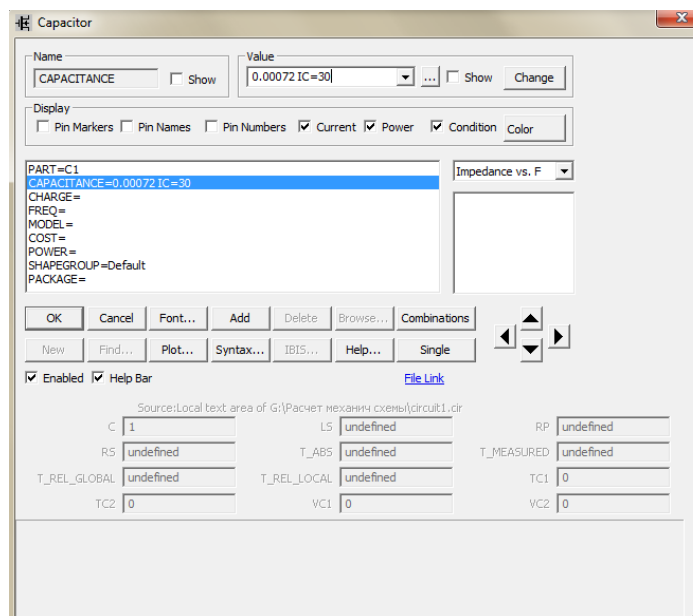 Capacitor
Name
CAPACITANCE
Show
Value
0.00072 IC=30
...
Show
Change
Display
Pin Markers
Pin Names
Pin Numbers
Current
Power
Condition
Color
PART=C1
CAPACITANCE=0.00072 IC=30
CHARGE=
FREQ=
MODEL=
COST=
POWER=
SHAPEGROUP=Default
PACKAGE=
Impedance vs. F
OK
Cancel
Font...
Add
Delete
Browse...
Combinations
New
Find...
Plot...
Syntax...
IBIS...
Help...
Single
Enabled
Help Bar
File Link
Source:Local text area of G:\Расчет механич схемы\circuit1.cir
C 1
LS undefined
RP undefined
RS undefined
T_ABS undefined
T_MEASURED undefined
T_REL_GLOBAL undefined
T_REL_LOCAL undefined
TC1 0
TC2 0
VC1 0
VC2 0